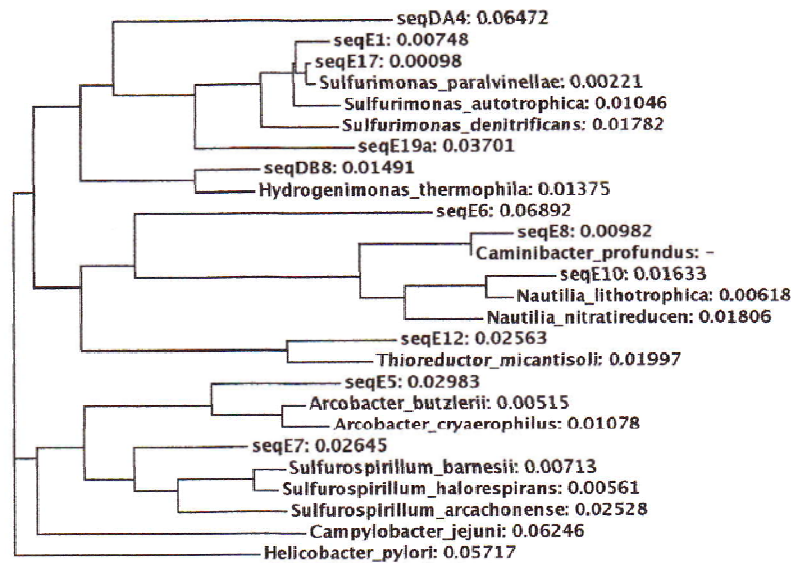 seqDA4: 0.06472
seqE1: 0.00748
seqE17: 0.00098
Sulfurimonas_paralvinellae: 0.00221
Sulfurimonas_autotrophica: 0.01046
Sulfurimonas_denitrificans: 0.01782
seqE19a: 0.03701
seqDB8: 0.01491
Hydrogenimonas_thermophila: 0.01375
seqE6: 0.06892
seqE8: 0.00982
Caminibacter_profundus: -
seqE10: 0.01633
Nautilia_lithotrophica: 0.00618
Nautilia_nitratireducen: 0.01806
seqE12: 0.02563
Thioreductor_micantisoli: 0.01997
seqE5: 0.02983
Arcobacter_butzlerii: 0.00515
Arcobacter_cryaerophilus: 0.01078
seqE7: 0.02645
Sulfurospirillum_barnesii: 0.00713
Sulfurospirillum_halorespirans: 0.00561
Sulfurospirillum_arcachonense: 0.02528
Campylobacter_jejuni: 0.06246
Helicobacter_pylori: 0.05717